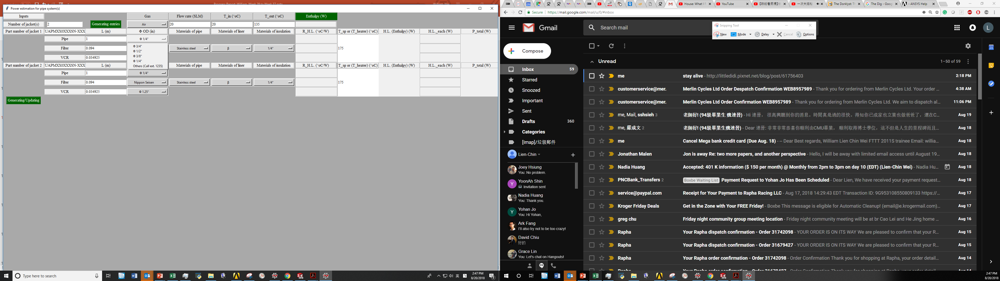 Progress Report_William_Week 28 to Week 37.pptx
William Wei
Power estimation for pipe system(s)
Inputs
Gas
Flow rate (SLM)
T_in (^oC)
T_out (^oC)
Enthalpy (W)
Number of jacket(s)
2
Generating entries
Air
20
20
135
Part number of jacket 1
UAPMXX0XXXSN-XXX
L (m)
Φ OD (in)
Materials of pipe
Materials of liner
Materials of insulation
R_H.L. (^oC/W)
T_sp or (T_heater) (^oC)
H.L. (Enthalpy) (W)
H.L._each (W)
P_total (W)
Pipe
1
Φ 1/4"
Φ 3/4"
Φ 1/2"
Φ 3/8"
Φ 1/4"
Others (Call ext. 1235)
Filter
0.094
Stainless steel
β
1/4"
175
VCR
0.034925
Part number of jacket 2
UAPMXX0XXXSN-XXX
L (m)
Materials of pipe
Materials of liner
Materials of insulation
R_H.L. (^oC/W)
T_sp or (T_heater) (^oC)
H.L. (Enthalpy) (W)
H.L._each (W)
P_total (W)
Pipe
1
Φ 1/4"
Filter
0.094
Nippon Seisen
Stainless steel
β
1/4"
175
VCR
0.034925
Φ 1.25"
Generating/Updating
Type here to search
英
2:47 PM
8/20/2018
House: What I F
YouTube
一次大揭秘
The Dorklyst: Th
The Dig - Goog
- ANSYS Help
Secure
https://mail.google.com/mail/u/0/#inbox
Gmail
Search mail
L
Snipping Tool
New
Mode
Delay
Cancel
Options
Compose
Inbox
59
Starred
Snoozed
Important
Sent
Drafts
360
Categories
[Imap]/垃圾郵件
Lien-Chin
Joey Hsiung
You: No problem.
Y
YoonAh Shin
Invitation sent
Nadia Huang
You: Thank you.
Y
Yohan Jo
You: Hi Yohan,
Ark Fang
I'll also try not to be too crazy!
David Chiu
好的
Grace Lin
You: Let's chat on Hangouts!
Unread
1–50 of 59
me
stay alive - http://littledidi.pixnet.net/blog/post/61756403
2:18 PM
customerservice@mer.
Merlin Cycles Ltd Order Despatch Confirmation WEB8957989 - Thank you for ordering from Merlin Cycles Ltd. Your order ...
4:38 AM
customerservice@mer.
Merlin Cycles Ltd Order Confirmation WEB8957989 - Thank you for ordering from Merlin Cycles Ltd. We aim to dispatch al...
11:06 PM
me, Mail, sshsieh 3
老師好! (94級畢業生 魏連晉) - Hi 連晉， 很高興聽到你的消息。時間真是過的很快。得知你已成家也立業也做爸爸了，還在C...
Aug 19
me, 嚴成文 2
老師好! (94級畢業生魏連晉) - Dear 連晉: 非常非常恭喜你順利由CMU畢業， 順利取得博士學位，這不但是人生的里程碑而且...
Aug 18
me
Cancel Mega bank credit card (Due Aug. 18) - -- Dear Best regards, William Lien Chin Wei FTTT 2011S trainee Email: willia...
Aug 18
Jonathan Malen
Jon is away Re: two more papers, and another perspective - Hello, I will be away with limited email access until August 19...
Aug 18
Nadia Huang
Accepted: 401 K information ($ 150 per month) @ Monthly from 2pm to 3pm on day 10 (EDT) (Lien-Chin Wei) - Nadia Hu...
Aug 18
PNCBank_Transfers 2
Boxbe Waiting List Payment Request to Yohan Jo Has Been Scheduled - Dear Lien, We have received your payment request...
Aug 18
service@paypal.com
Receipt for Your Payment to Rapha Racing LLC - Aug 17, 2018 14:29:43 EDT Transaction ID: 9G953108550809133 https://...
Aug 17
Kroger Friday Deals
Get in the Zone with Your FREE Friday! - Boxbe This message is eligible for Automatic Cleanup! (email@e.krogermail.com)...
Aug 17
greg chu
Friday night community group meeting location - Friday night community meeting will be at br Cao Lei and He Jing home ...
Aug 16
Rapha
Your Rapha dispatch confirmation - Order 31742098 - YOUR ORDER IS ON ITS WAY We are pleased to confirm that your R...
Aug 15
Rapha
Your Rapha dispatch confirmation - Order 31679427 - YOUR ORDER IS ON ITS WAY We are pleased to confirm that your R...
Aug 15
Rapha
Your Rapha order confirmation - Order 31742098 - Order Confirmation Thank you for shopping at Rapha, your order detail...
Aug 14
2:47 PM
8/20/2018